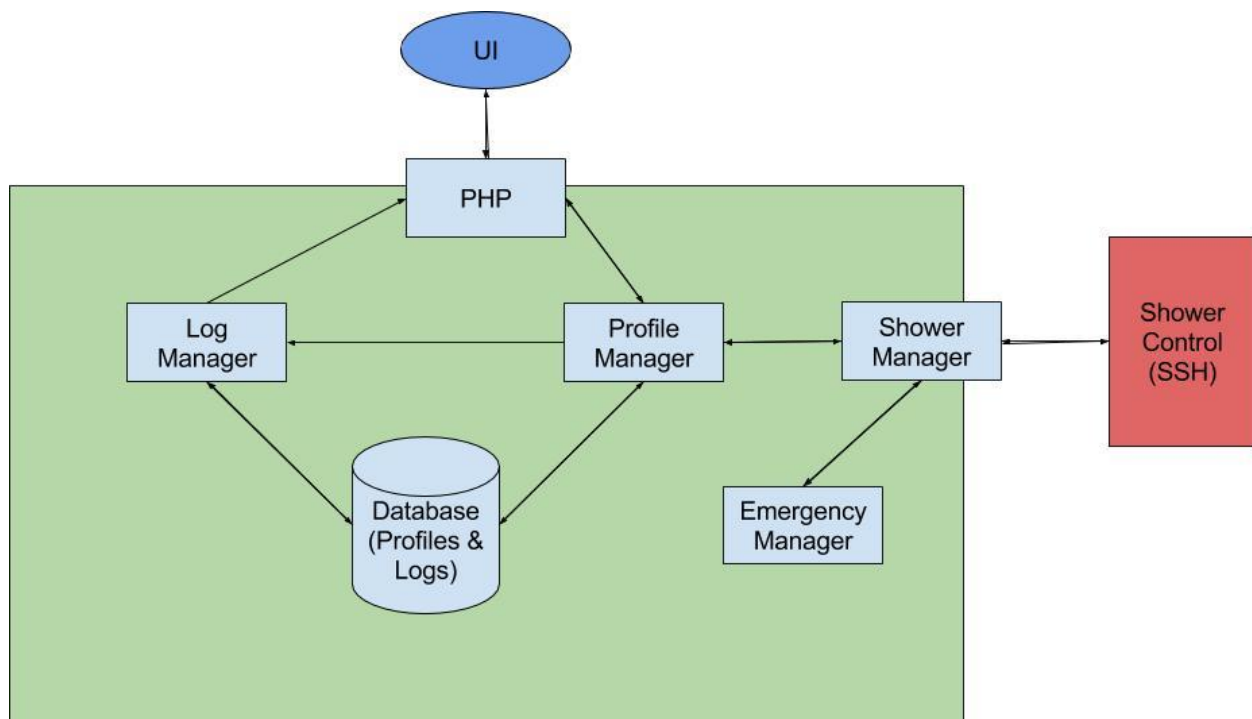 UI
PHP
Log
Manager
Profile
Manager
Shower
Manager
Shower
Control
(SSH)
Database
(Profiles &
Logs)
Emergency
Manager